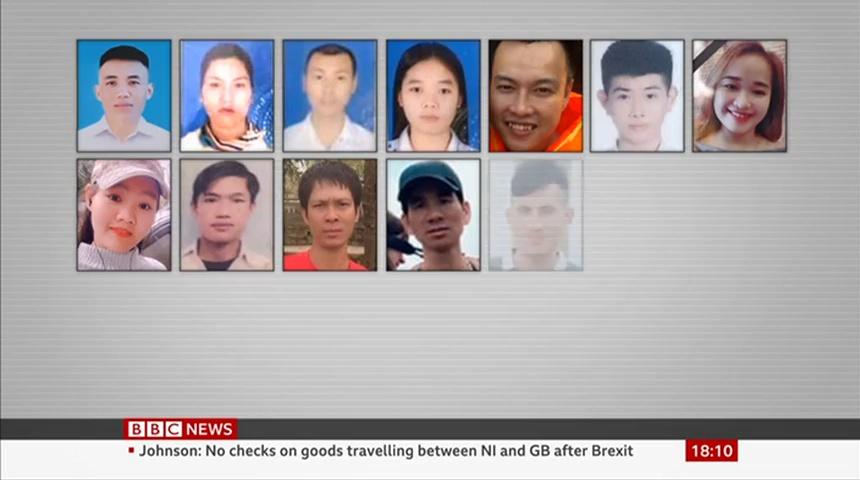 BBC NEWS
Johnson: No checks on goods travelling between NI and GB after Brexit
18:10